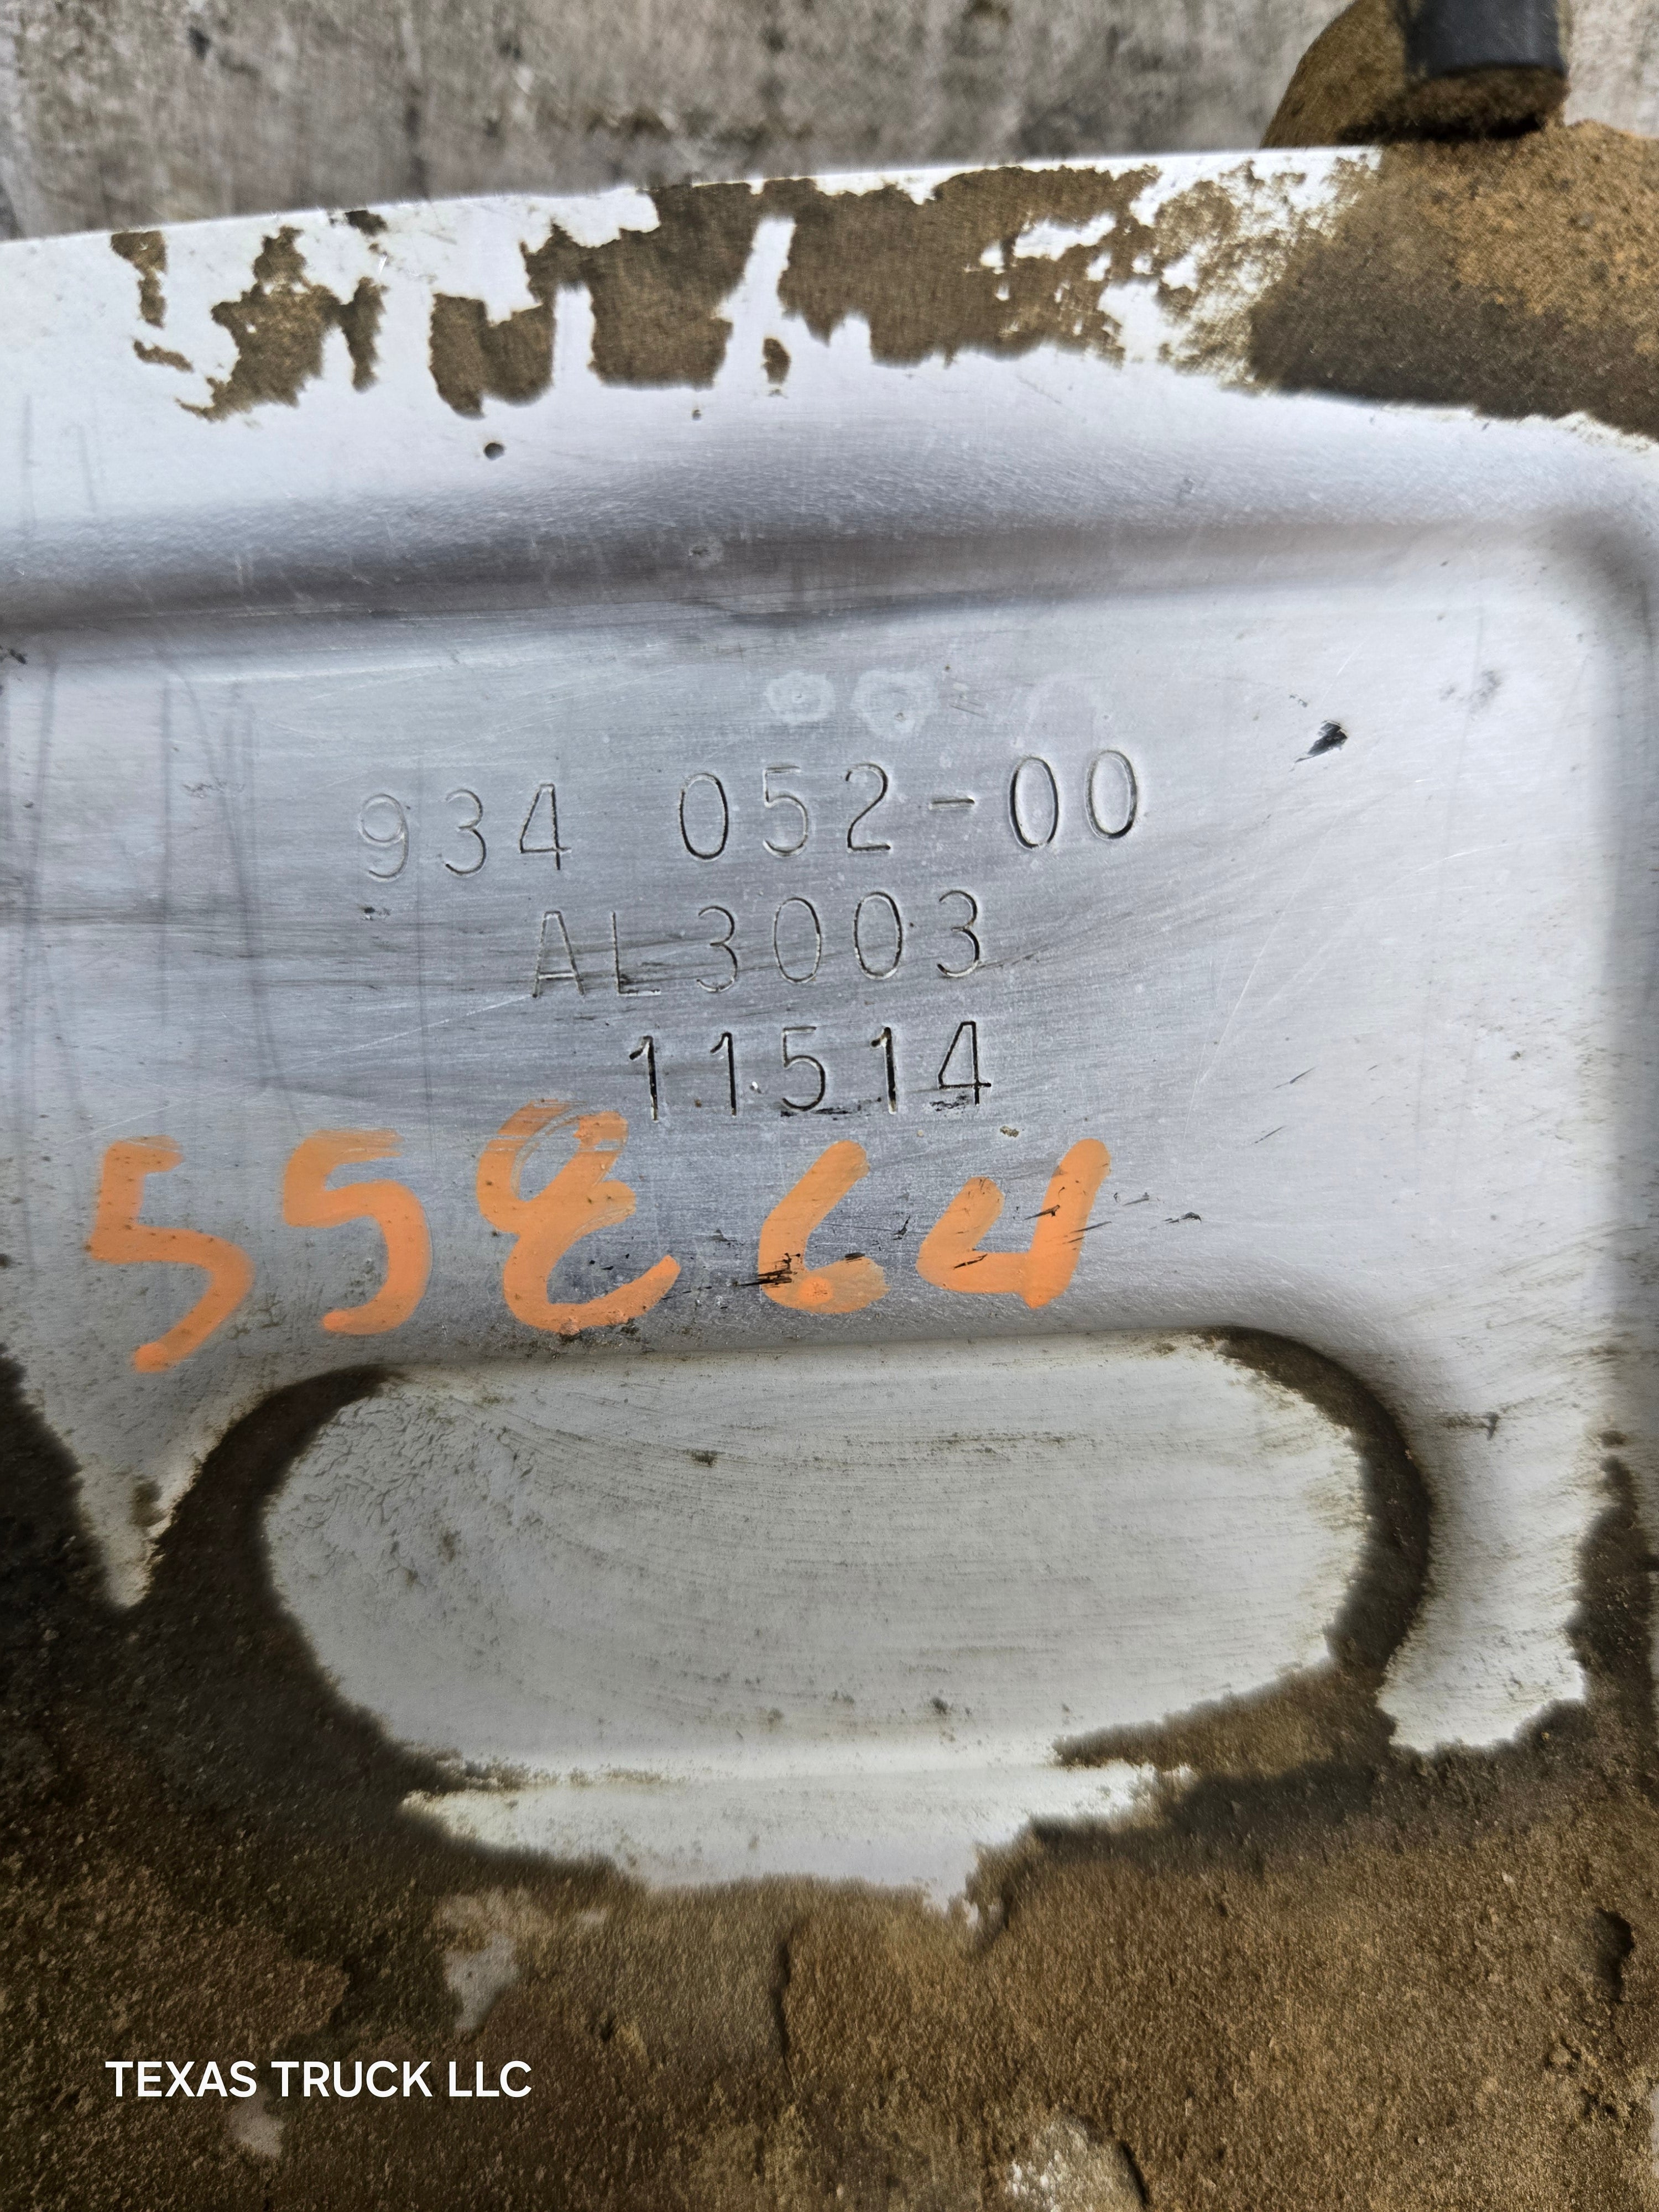 934 052-00
AL3003
11514
55864
TEXAS TRUCK LLC